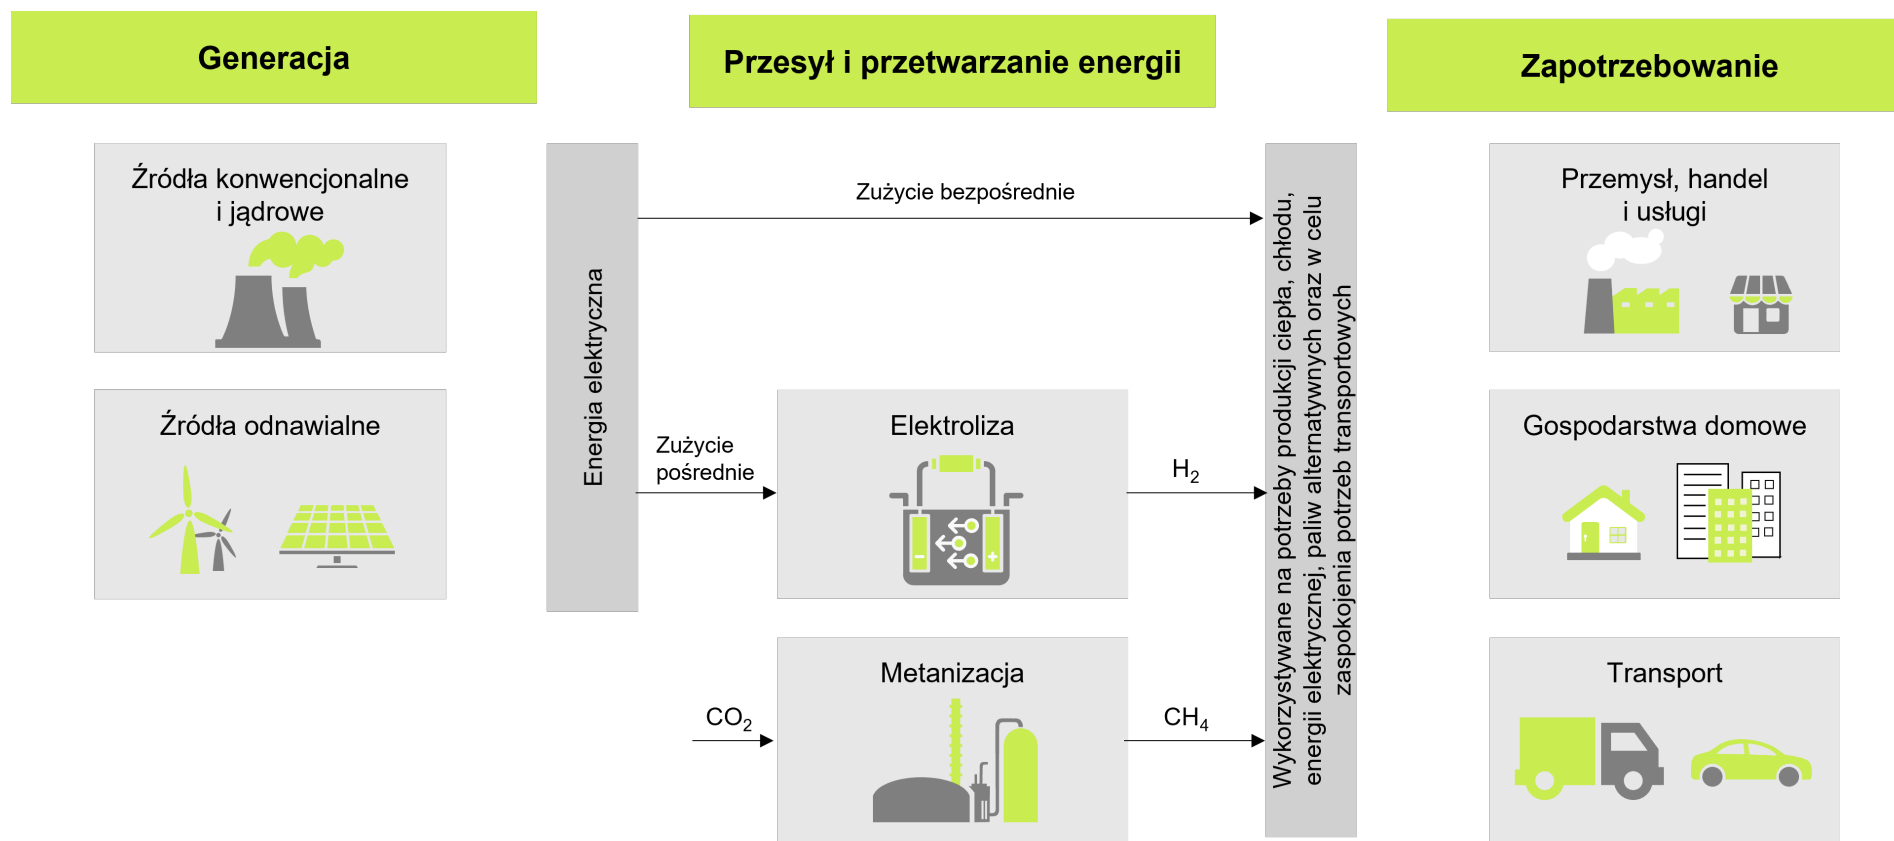 Generacja
Przesył i przetwarzanie energii
Zapotrzebowanie
Źródła konwencjonalne
i jądrowe
Źródła odnawialne
Energia elektryczna
Zużycie bezpośrednie
Zużycie
pośrednie
Elektroliza
H₂
CO₂
Metanizacja
CH₄
Wykorzystywane na potrzeby produkcji ciepła, chłodu,
energii elektrycznej, paliw alternatywnych oraz w celu
zaspokojenia potrzeb transportowych
Przemysł, handel
i usługi
Gospodarstwa domowe
Transport